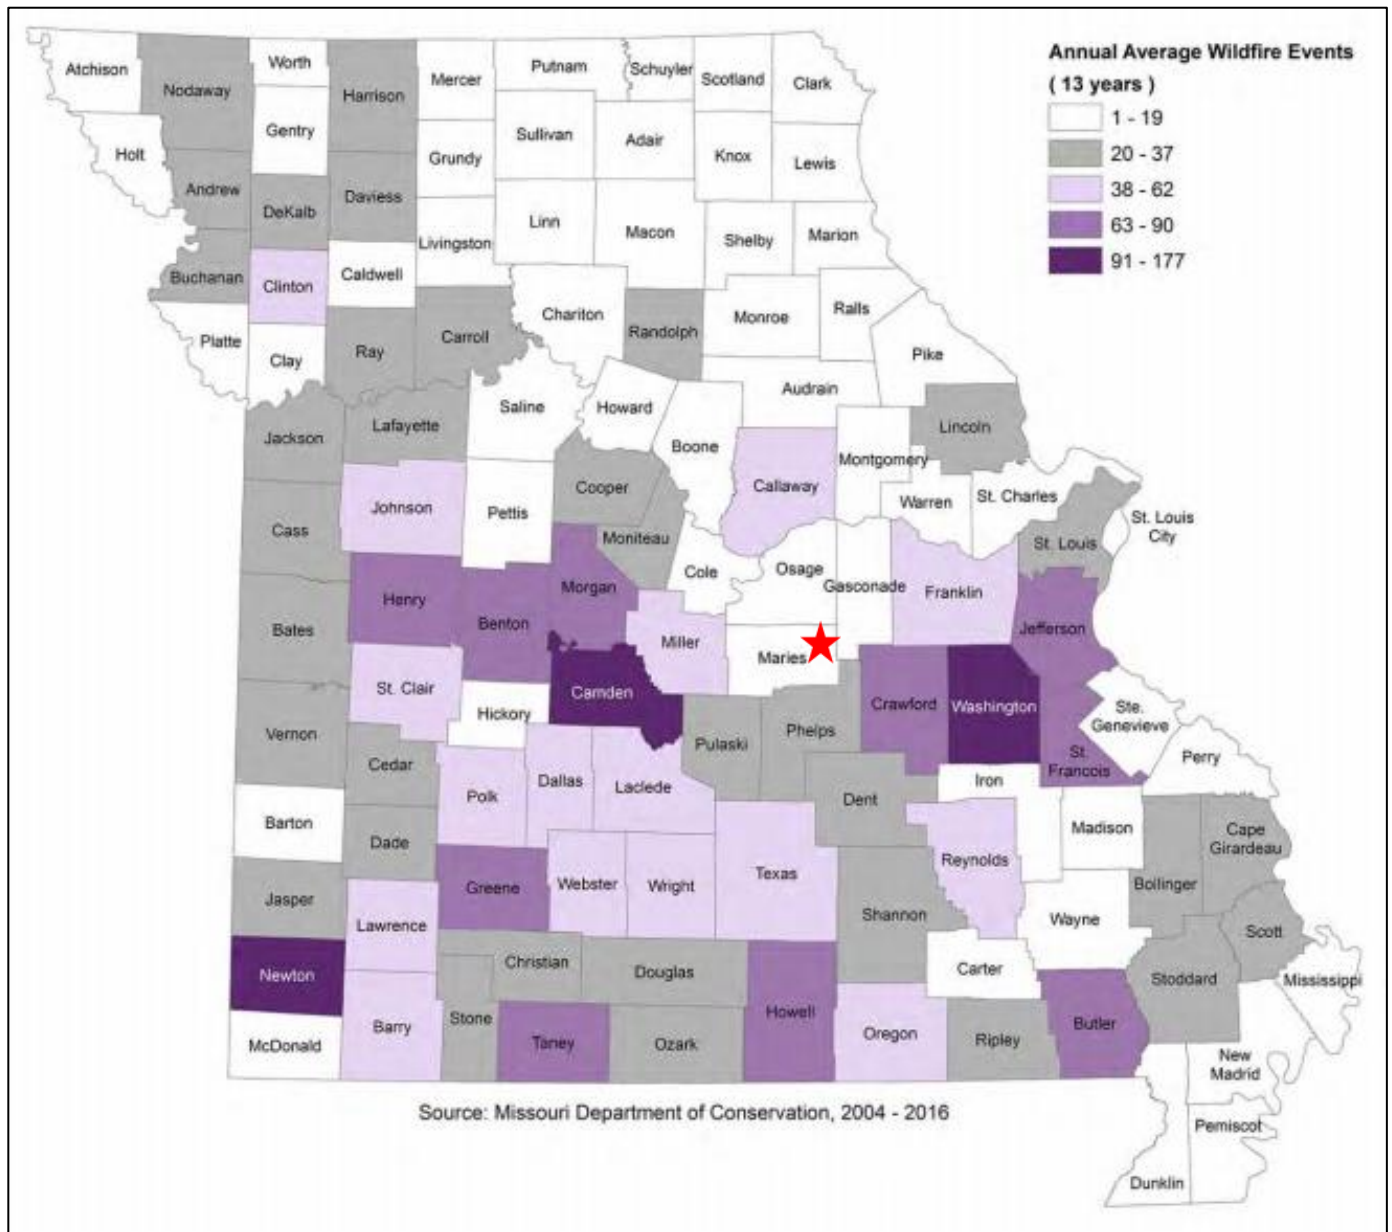 Annual Average Wildfire Events
( 13 years )
1 - 19
20 - 37
38 - 62
63 - 90
91 - 177
Atchison
Nodaway
Worth
Harrison
Mercer
Putnam
Schuyler
Scotland
Clark
Holt
Gentry
Grundy
Sullivan
Adair
Knox
Lewis
Andrew
DeKalb
Daviess
Livingston
Linn
Macon
Shelby
Marion
Buchanan
Clinton
Caldwell
Chariton
Randolph
Monroe
Ralls
Platte
Clay
Ray
Carroll
Pike
Saline
Howard
Audrain
Jackson
Lafayette
Boone
Lincoln
Johnson
Cooper
Callaway
Montgomery
Warren
St. Charles
Cass
Pettis
Moniteau
St. Louis
St. Louis
City
Cole
Osage
Gasconade
Franklin
Henry
Benton
Morgan
Bates
Miller
Maries
Jefferson
St. Clair
Camden
Hickory
Crawford
Washington
Ste.
Genevieve
Vernon
Cedar
Pulaski
Phelps
St.
Francois
Perry
Polk
Dallas
Laclede
Dent
Iron
Barton
Dade
Madison
Cape
Girardeau
Jasper
Greene
Webster
Wright
Texas
Reynolds
Bollinger
Lawrence
Shannon
Wayne
Scott
Newton
Christian
Douglas
Carter
Stoddard
Mississippi
McDonald
Barry
Stone
Taney
Ozark
Howell
Oregon
Ripley
Butler
New
Madrid
Pemiscot
Dunklin
Source: Missouri Department of Conservation, 2004 - 2016